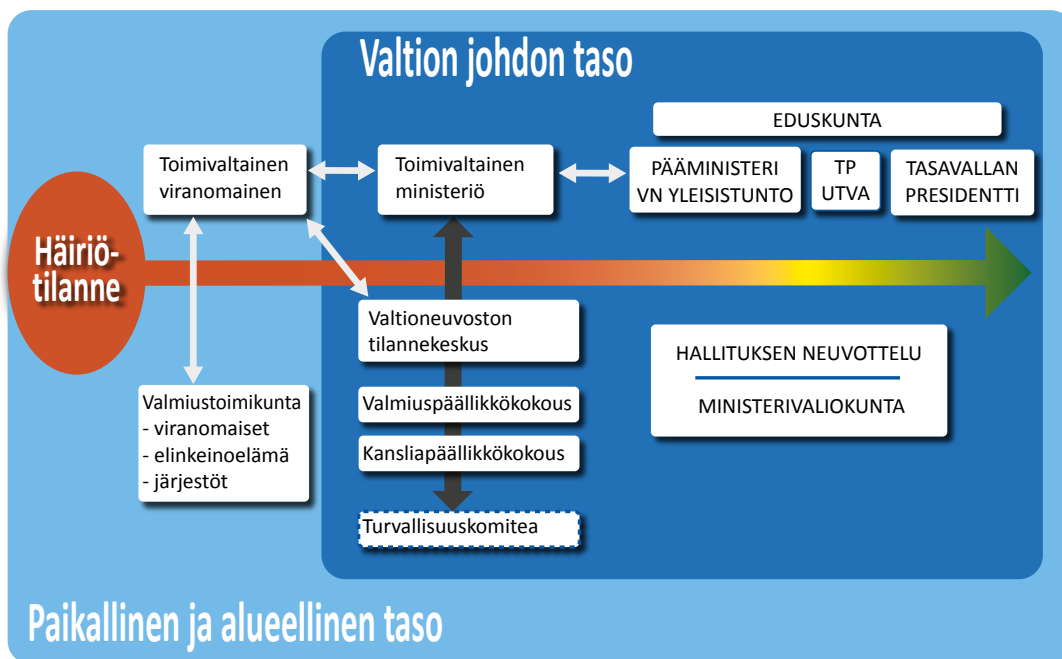 Valtion johdon taso
EDUSKUNTA
Toimivaltainen
viranomainen
Toimivaltainen
ministeriö
PÄÄMINISTERI
VN YLEISISTUNTO
TP
UTVA
TASAVALLAN
PRESIDENTTI
Häiriö-
tilanne
Valtioneuvoston
tilannekeskus
HALLITUKSEN NEUVOTTELU
MINISTERIVALIOKUNTA
Valmiustoimikunta
- viranomaiset
- elinkeinoelämä
- järjestöt
Valmiuspäällikkökokous
Kansliapäällikkökokous
Turvallisuuskomitea
Paikallinen ja alueellinen taso